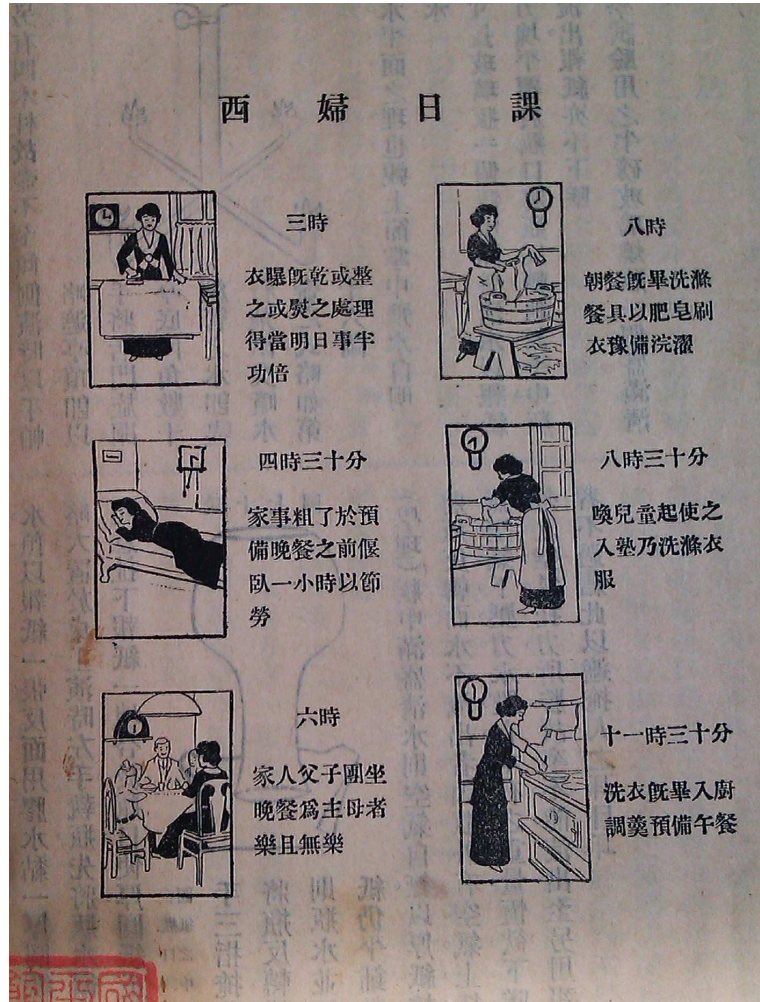 西婦日課
八時
朝餐旣畢洗滌
餐具以肥皂刷
衣豫備浣濯
八時三十分
喚兒童起使之
入塾乃洗滌衣
服
十一時三十分
洗衣旣畢入廚
調羹預備午餐
三時
衣曝旣乾或整
之或熨之處理
得當明日事半
功倍
四時三十分
家事粗了於預
備晚餐之前偃
臥一小時以節
勞
六時
家人父子團坐
晚餐爲主母者
樂且無樂